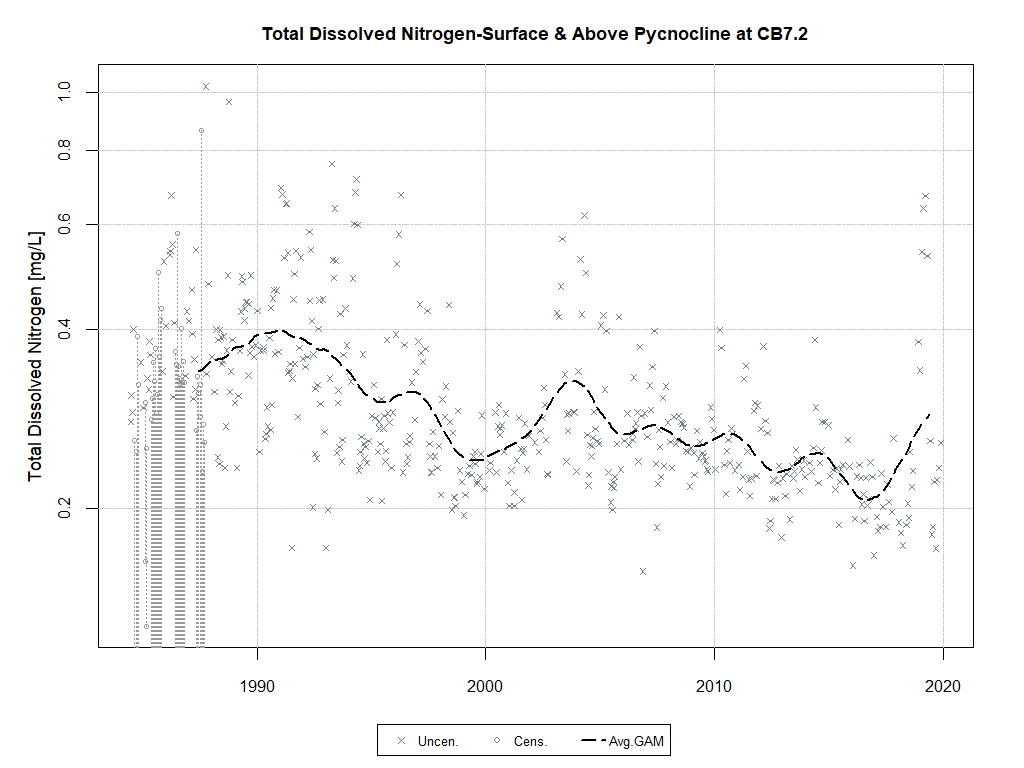 Total Dissolved Nitrogen-Surface & Above Pycnocline at CB7.2
Total Dissolved Nitrogen [mg/L]
1.0
0.8
0.6
0.4
0.2
1990 2000 2010 2020
Uncen. Cens. Avg.GAM